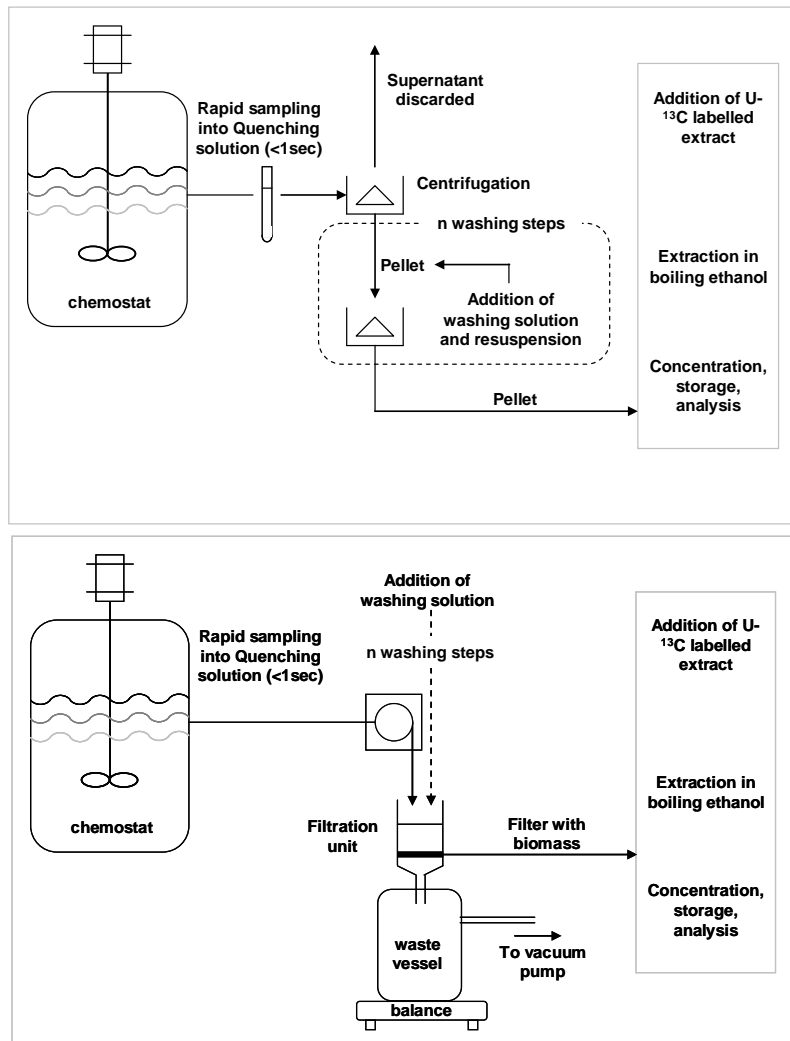 Rapid sampling
into Quenching
solution (<1sec)
Supernatant
discarded
Centrifugation
n washing steps
Pellet
Addition of
washing solution
and resuspension
Pellet
chemostat
Addition of U-
¹³C labelled
extract
Extraction in
boiling ethanol
Concentration,
storage,
analysis
Rapid sampling
into Quenching
solution (<1sec)
Addition of
washing solution
n washing steps
chemostat
Filtration
unit
Filter with
biomass
waste
vessel
To vacuum
pump
balance
Addition of U-
¹³C labelled
extract
Extraction in
boiling ethanol
Concentration,
storage,
analysis